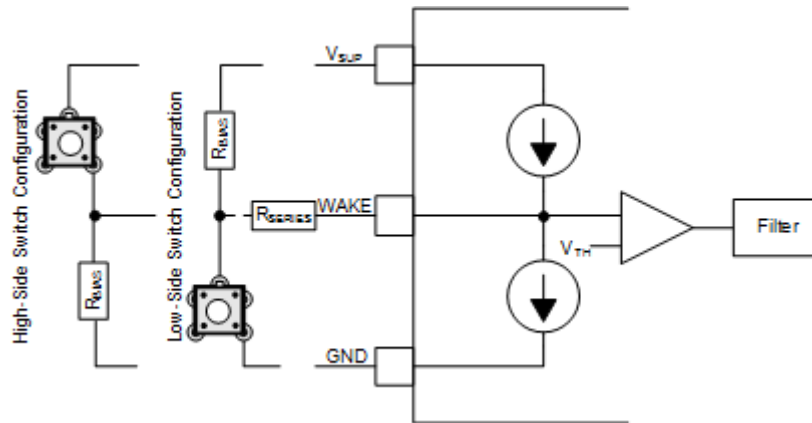 High-Side Switch Configuration
RBIAS
Low-Side Switch Configuration
RBIAS
RSERIES
VSUP
WAKE
GND
VTH
Filter